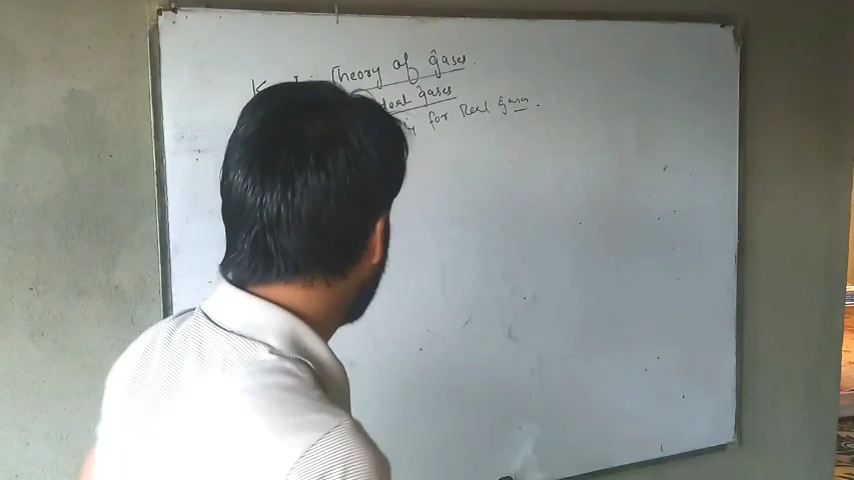 Theory of gases.
Ideal gases
for Real gases.